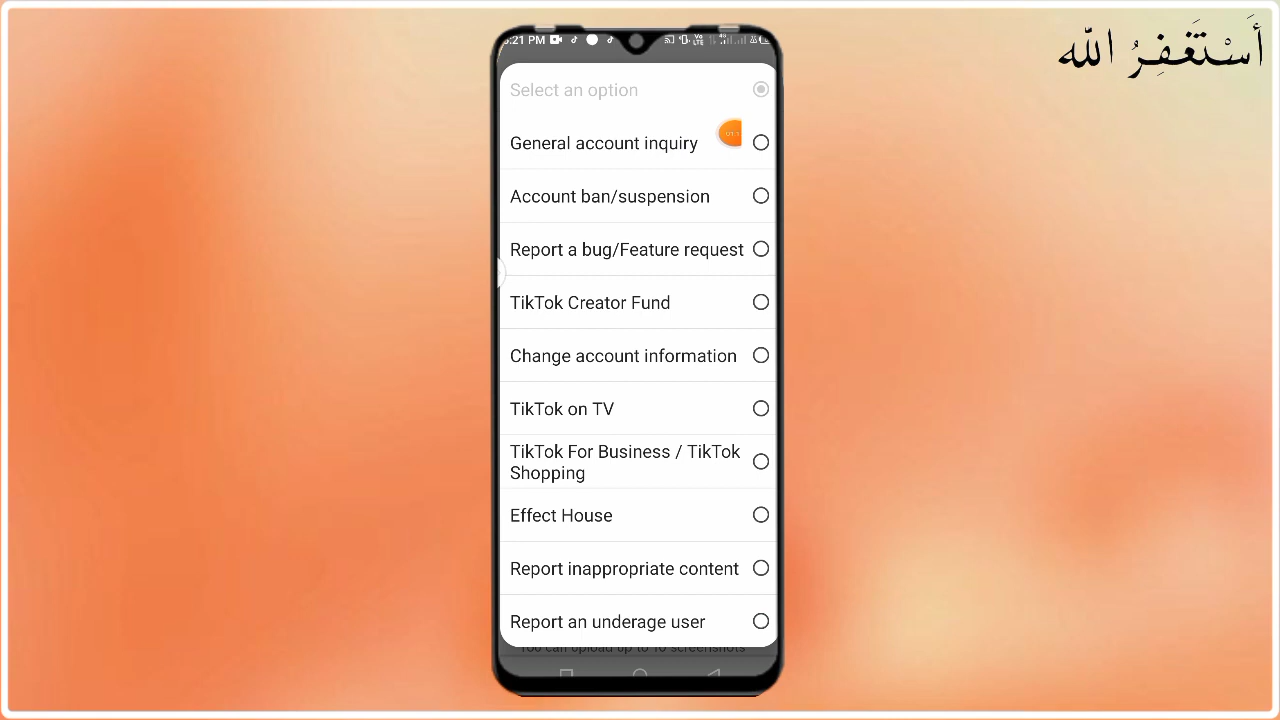 أَسْتَغْفِرُ اللّٰه
:21 PM
Select an option
General account inquiry
Account ban/suspension
Report a bug/Feature request
TikTok Creator Fund
Change account information
TikTok on TV
TikTok For Business / TikTok
Shopping
Effect House
Report inappropriate content
Report an underage user
You can upload up to 10 screenshots